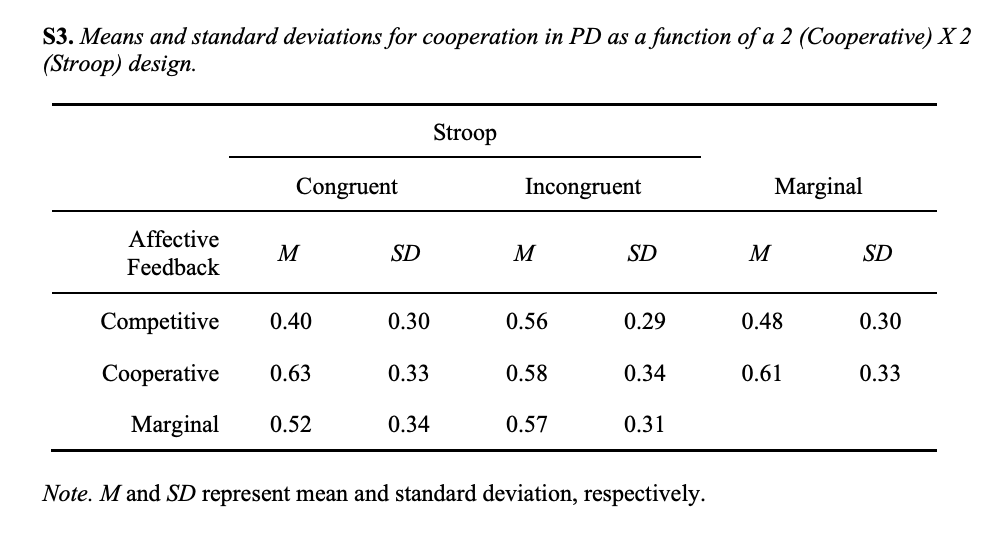 S3. Means and standard deviations for cooperation in PD as a function of a 2 (Cooperative) X 2
(Stroop) design.
Stroop
Congruent Incongruent Marginal
Affective
Feedback M SD M SD M SD
Competitive 0.40 0.30 0.56 0.29 0.48 0.30
Cooperative 0.63 0.33 0.58 0.34 0.61 0.33
Marginal 0.52 0.34 0.57 0.31
Note. M and SD represent mean and standard deviation, respectively.